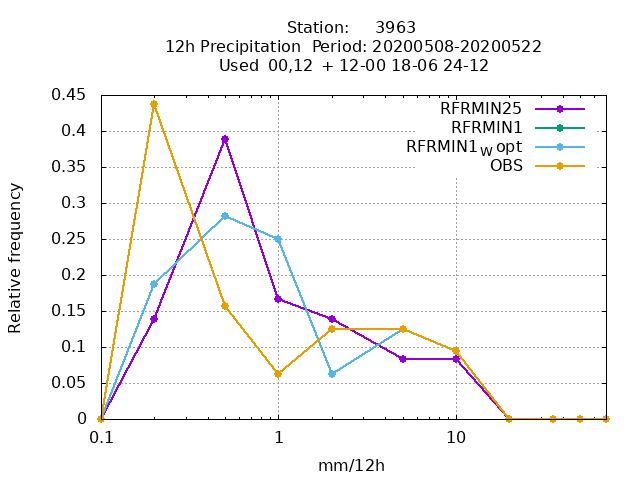 Station: 3963
12h Precipitation Period: 20200508-20200522
Used 00,12 + 12-00 18-06 24-12
RFRMIN25
RFRMIN1
RFRMIN1W opt
OBS
Relative frequency
0.45
0.4
0.35
0.3
0.25
0.2
0.15
0.1
0.05
0
0.1 1 10
mm/12h